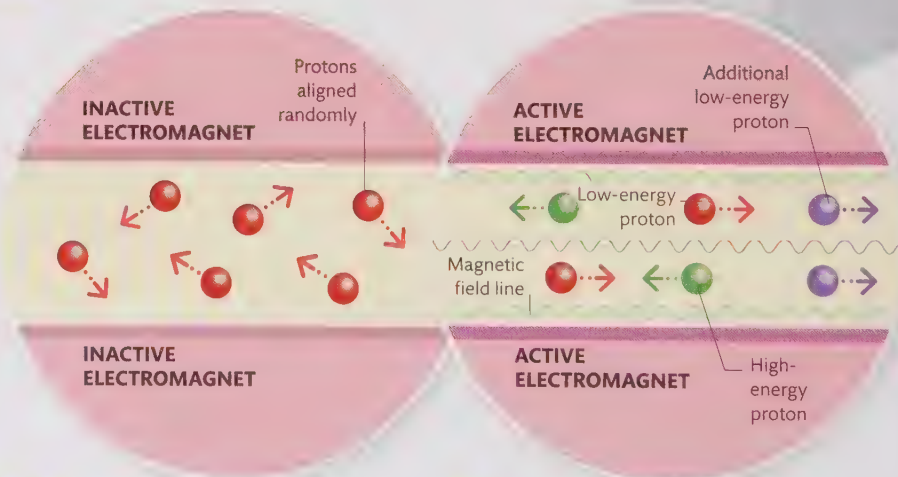 Protons
aligned
randomly
INACTIVE
ELECTROMAGNET
INACTIVE
ELECTROMAGNET
Additional
low-energy
proton
ACTIVE
ELECTROMAGNET
Low-energy
proton
Magnetic
field line
ACTIVE
ELECTROMAGNET
High-
energy
proton